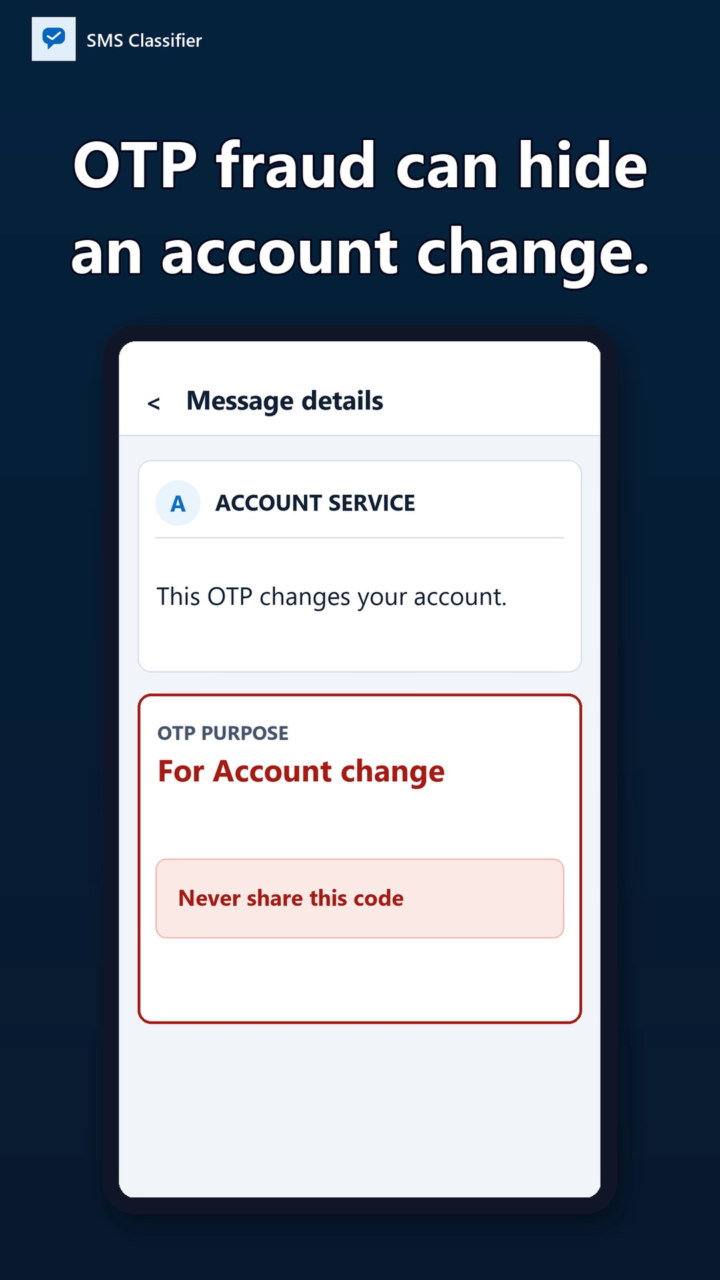 SMS Classifier
OTP fraud can hide
an account change.
< Message details
A ACCOUNT SERVICE
This OTP changes your account.
OTP PURPOSE
For Account change
Never share this code